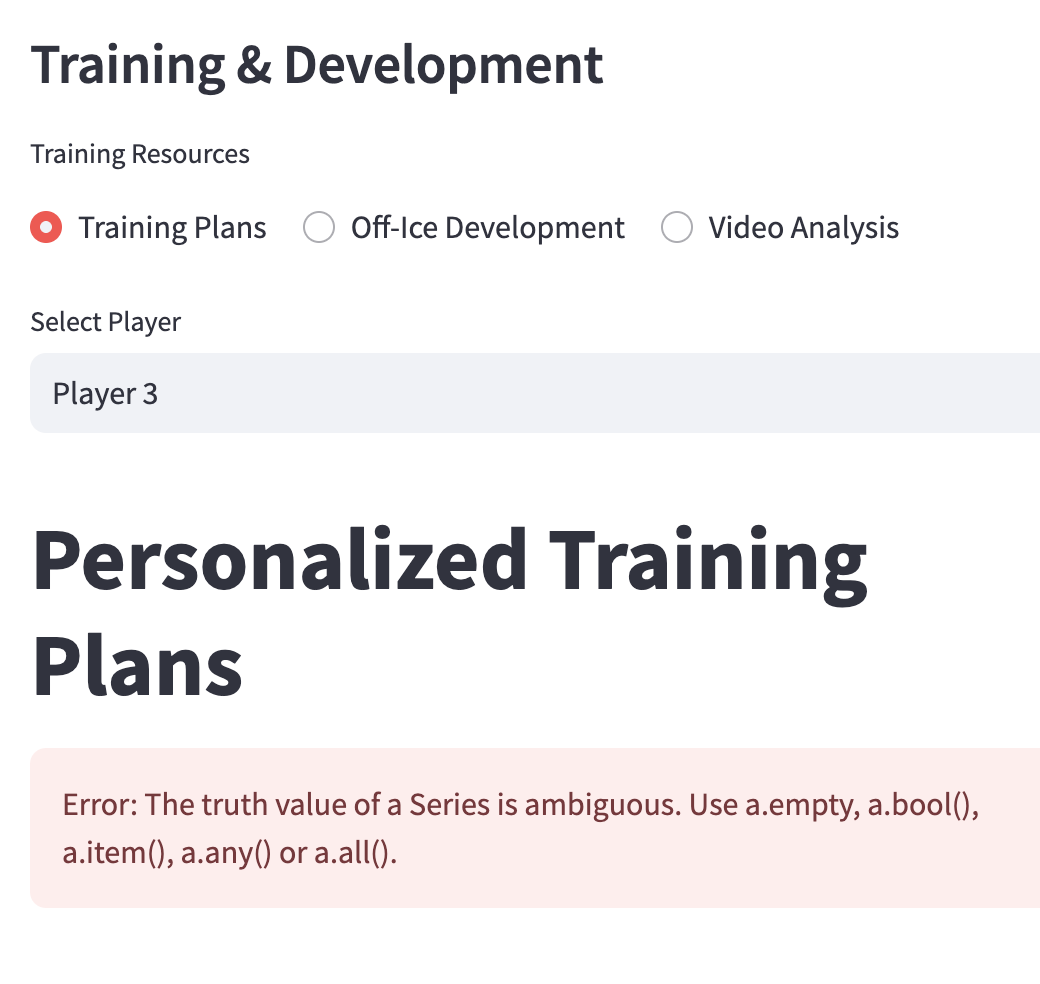 Training & Development
Training Resources
Training Plans Off-Ice Development Video Analysis
Select Player
Player 3
Personalized Training
Plans
Error: The truth value of a Series is ambiguous. Use a.empty, a.bool(),
a.item(), a.any() or a.all().